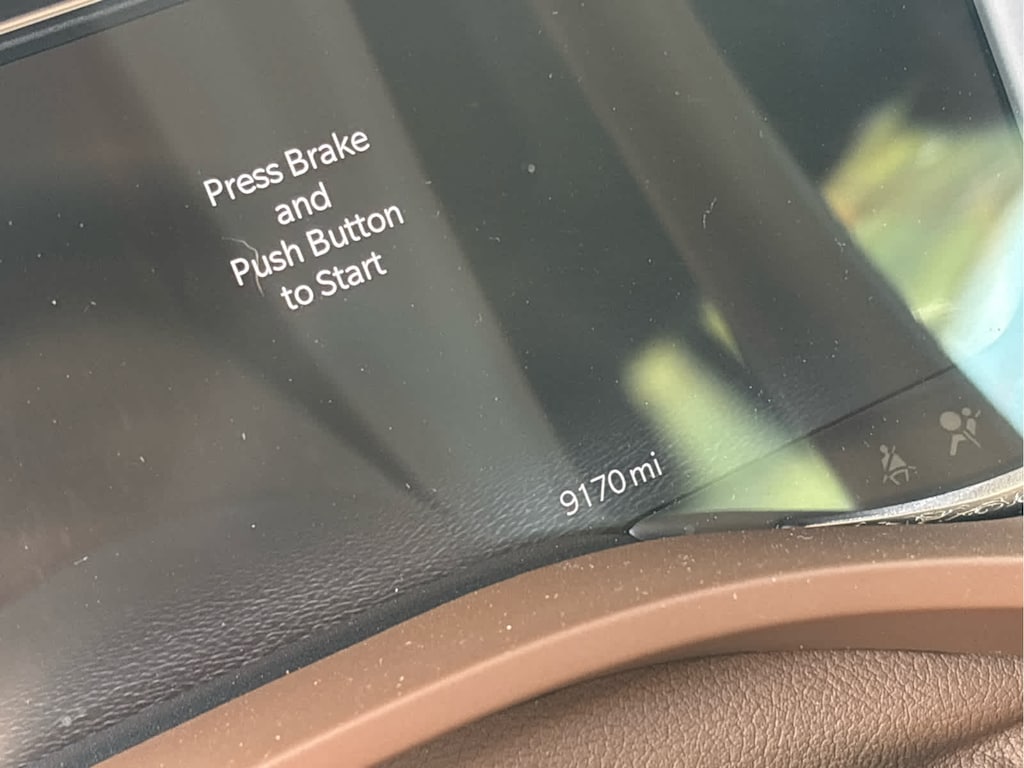 Press Brake
and
Push Button
to Start
9170 mi